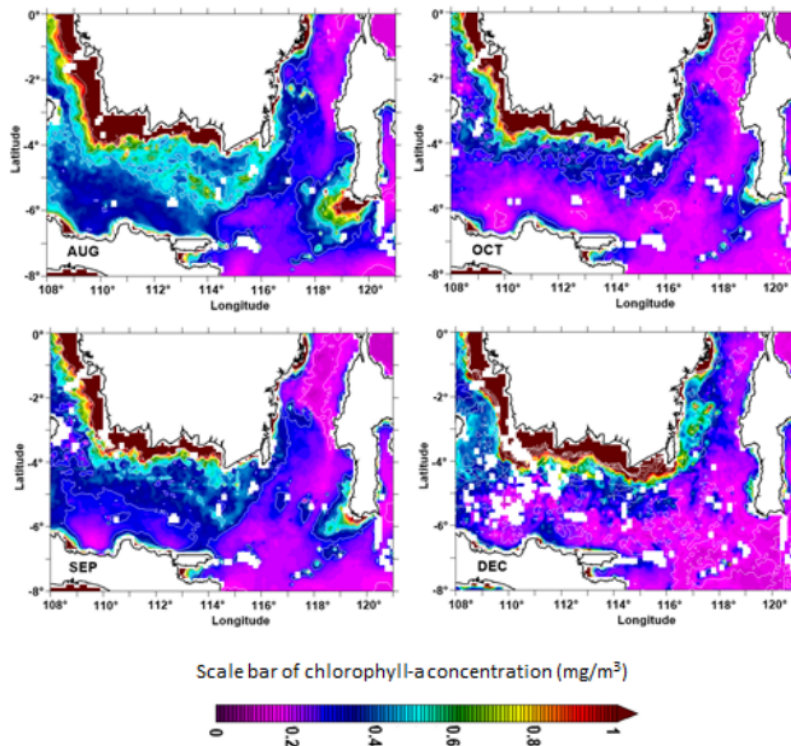 0°
-2°
-4°
-6°
-8°
Latitude
AUG
108° 110° 112° 114° 116° 118° 120°
Longitude
0°
-2°
-4°
-6°
-8°
Latitude
OCT
108° 110° 112° 114° 116° 118° 120°
Longitude
0°
-2°
-4°
-6°
-8°
Latitude
SEP
108° 110° 112° 114° 116° 118° 120°
Longitude
0°
-2°
-4°
-6°
-8°
Latitude
DEC
108° 110° 112° 114° 116° 118° 120°
Longitude
Scale bar of chlorophyll-a concentration (mg/m³)
0 0.2 0.4 0.6 0.8 1